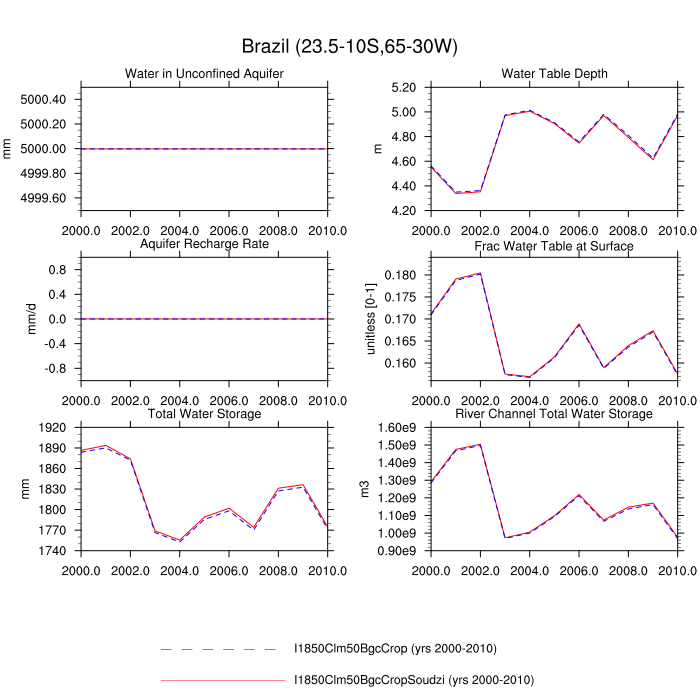 Brazil (23.5-10S,65-30W)
Water in Unconfined Aquifer
mm
5000.40
5000.20
5000.00
4999.80
4999.60
2000.0 2002.0 2004.0 2006.0 2008.0 2010.0
Water Table Depth
m
5.20
5.00
4.80
4.60
4.40
4.20
2000.0 2002.0 2004.0 2006.0 2008.0 2010.0
Aquifer Recharge Rate
mm/d
0.8
0.4
0.0
-0.4
-0.8
2000.0 2002.0 2004.0 2006.0 2008.0 2010.0
Frac Water Table at Surface
unitless [0-1]
0.180
0.175
0.170
0.165
0.160
2000.0 2002.0 2004.0 2006.0 2008.0 2010.0
Total Water Storage
mm
1920
1890
1860
1830
1800
1770
1740
2000.0 2002.0 2004.0 2006.0 2008.0 2010.0
River Channel Total Water Storage
m3
1.60e9
1.50e9
1.40e9
1.30e9
1.20e9
1.10e9
1.00e9
0.90e9
2000.0 2002.0 2004.0 2006.0 2008.0 2010.0
I1850Clm50BgcCrop (yrs 2000-2010)
I1850Clm50BgcCropSoudzi (yrs 2000-2010)